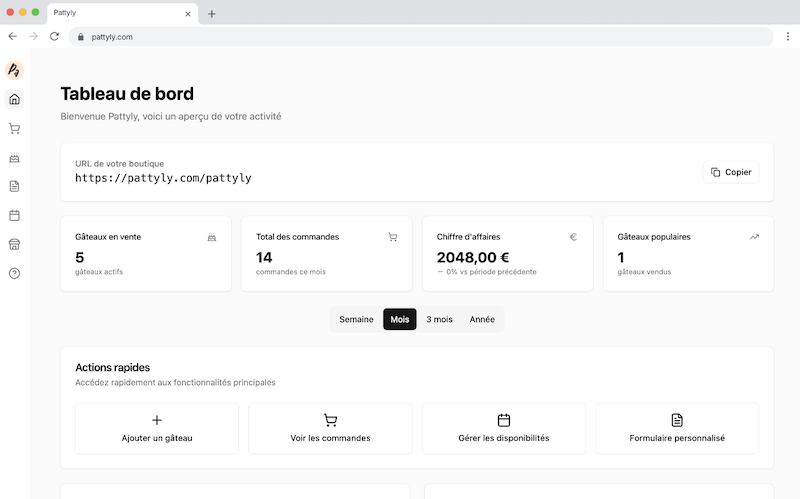 Pattyly
pattyly.com
Tableau de bord
Bienvenue Pattyly, voici un aperçu de votre activité
URL de votre boutique
https://pattyly.com/pattyly
Copier
Gâteaux en vente
5
gâteaux actifs
Total des commandes
14
commandes ce mois
Chiffre d'affaires
€
2048,00 €
— 0% vs période précédente
Gâteaux populaires
1
gâteaux vendus
Semaine Mois 3 mois Année
Actions rapides
Accédez rapidement aux fonctionnalités principales
Ajouter un gâteau
Voir les commandes
Gérer les disponibilités
Formulaire personnalisé